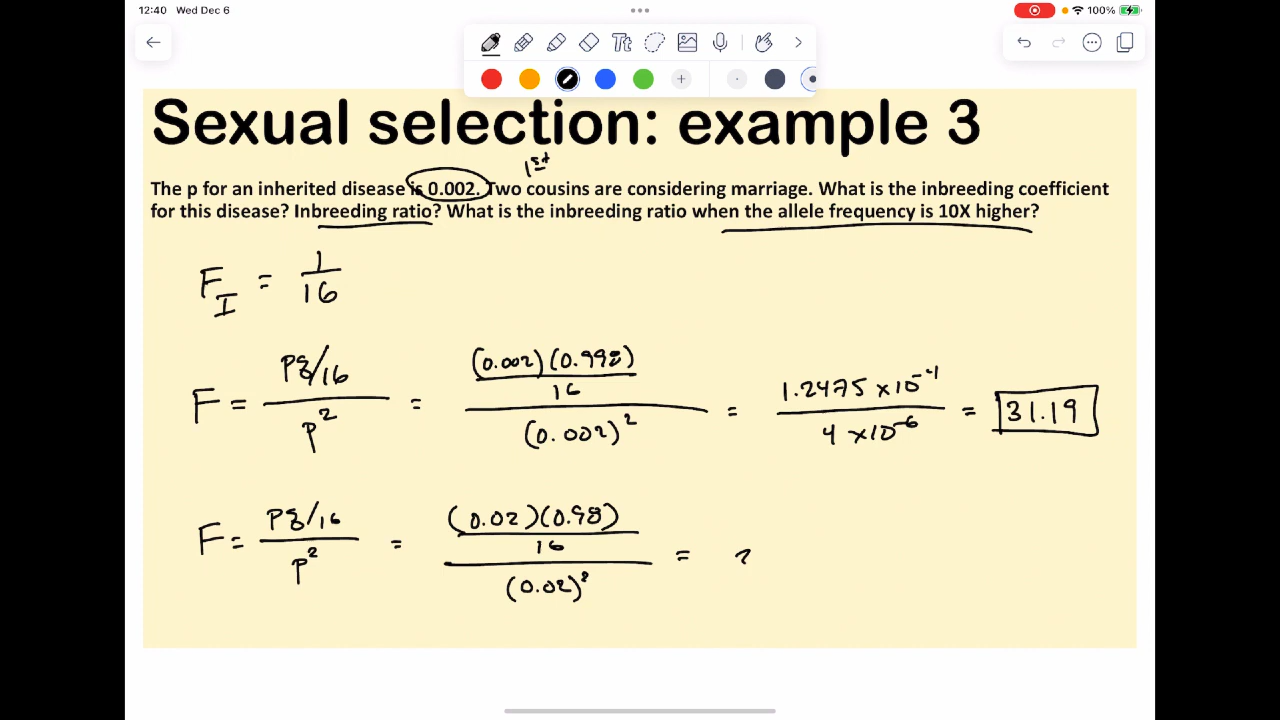 12:40 Wed Dec 6
100%
Tt
Sexual selection: example 3
1st
The p for an inherited disease is 0.002. Two cousins are considering marriage. What is the inbreeding coefficient
for this disease? Inbreeding ratio? What is the inbreeding ratio when the allele frequency is 10X higher?
F_I = 1/16
F = (pq/16)/p² = ((0.002)(0.998)/16)/(0.002)² = (1.2475 x10⁻⁴)/(4 x10⁻⁶) = 31.19
F = (pq/16)/p² = ((0.02)(0.98)/16)/(0.02)² =